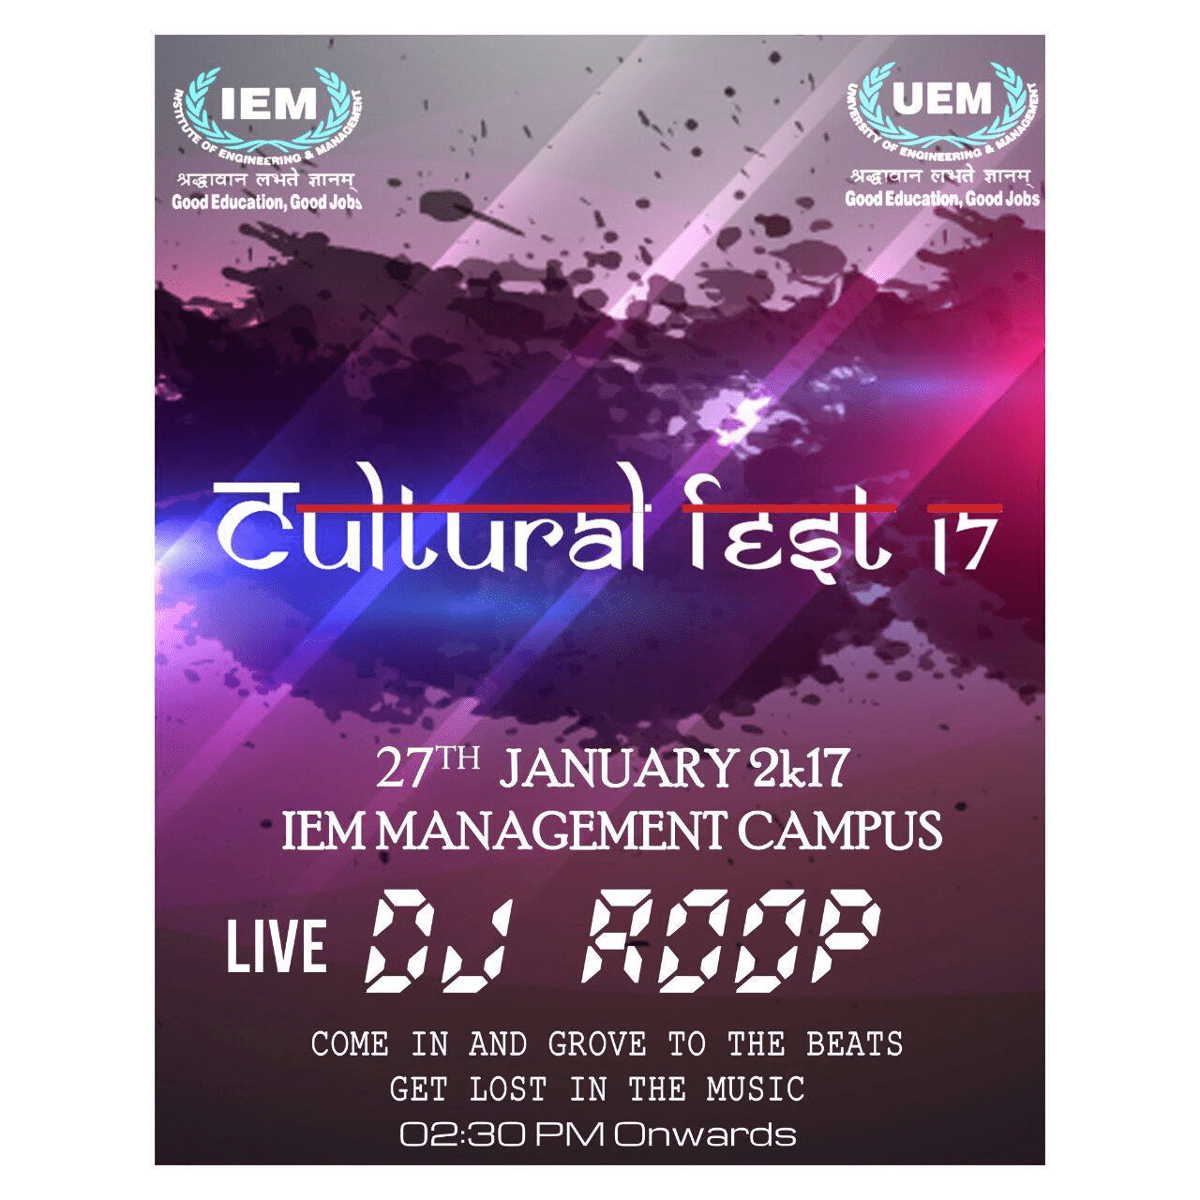 IEM
INSTITUTE OF ENGINEERING & MANAGEMENT
श्रद्धावान लभते ज्ञानम्
Good Education, Good Jobs
UEM
UNIVERSITY OF ENGINEERING & MANAGEMENT
श्रद्धावान लभते ज्ञानम्
Good Education, Good Jobs
Cultural fest 17
27TH JANUARY 2k17
IEM MANAGEMENT CAMPUS
LIVE DJ ROOP
COME IN AND GROVE TO THE BEATS
GET LOST IN THE MUSIC
02:30 PM Onwards